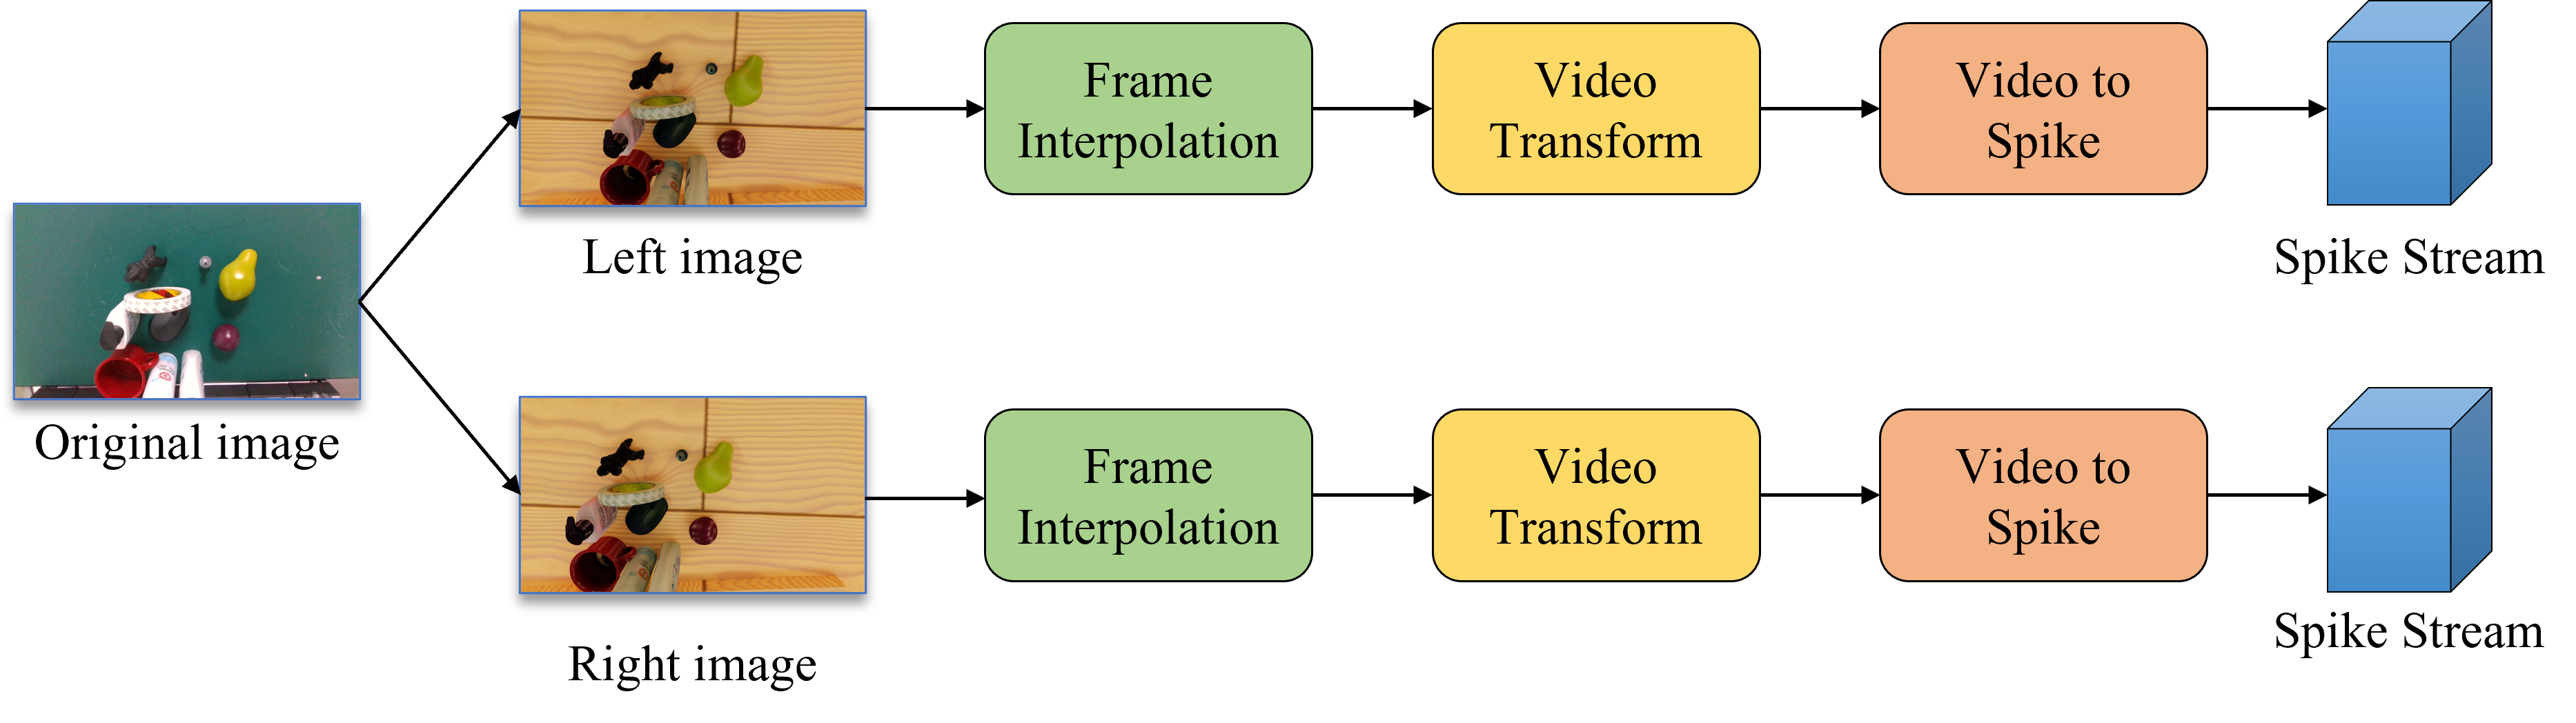 Original image
Left image
Frame
Interpolation
Video
Transform
Video to
Spike
Spike Stream
Right image
Frame
Interpolation
Video
Transform
Video to
Spike
Spike Stream